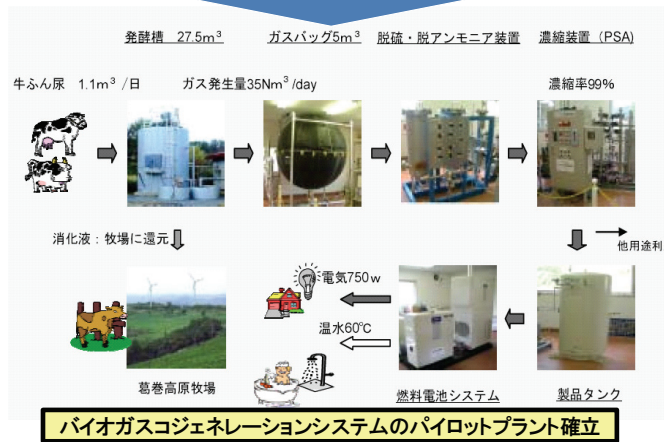 発酵槽 27.5m³ ガスバッグ5m³ 脱硫・脱アンモニア装置 濃縮装置（PSA)
牛ふん尿 1.1m³/日 ガス発生量35Nm³/day 濃縮率99%
消化液：牧場に還元
他用途利
電気750w
温水60℃
葛巻高原牧場 燃料電池システム 製品タンク
バイオガスコジェネレーションシステムのパイロットプラント確立